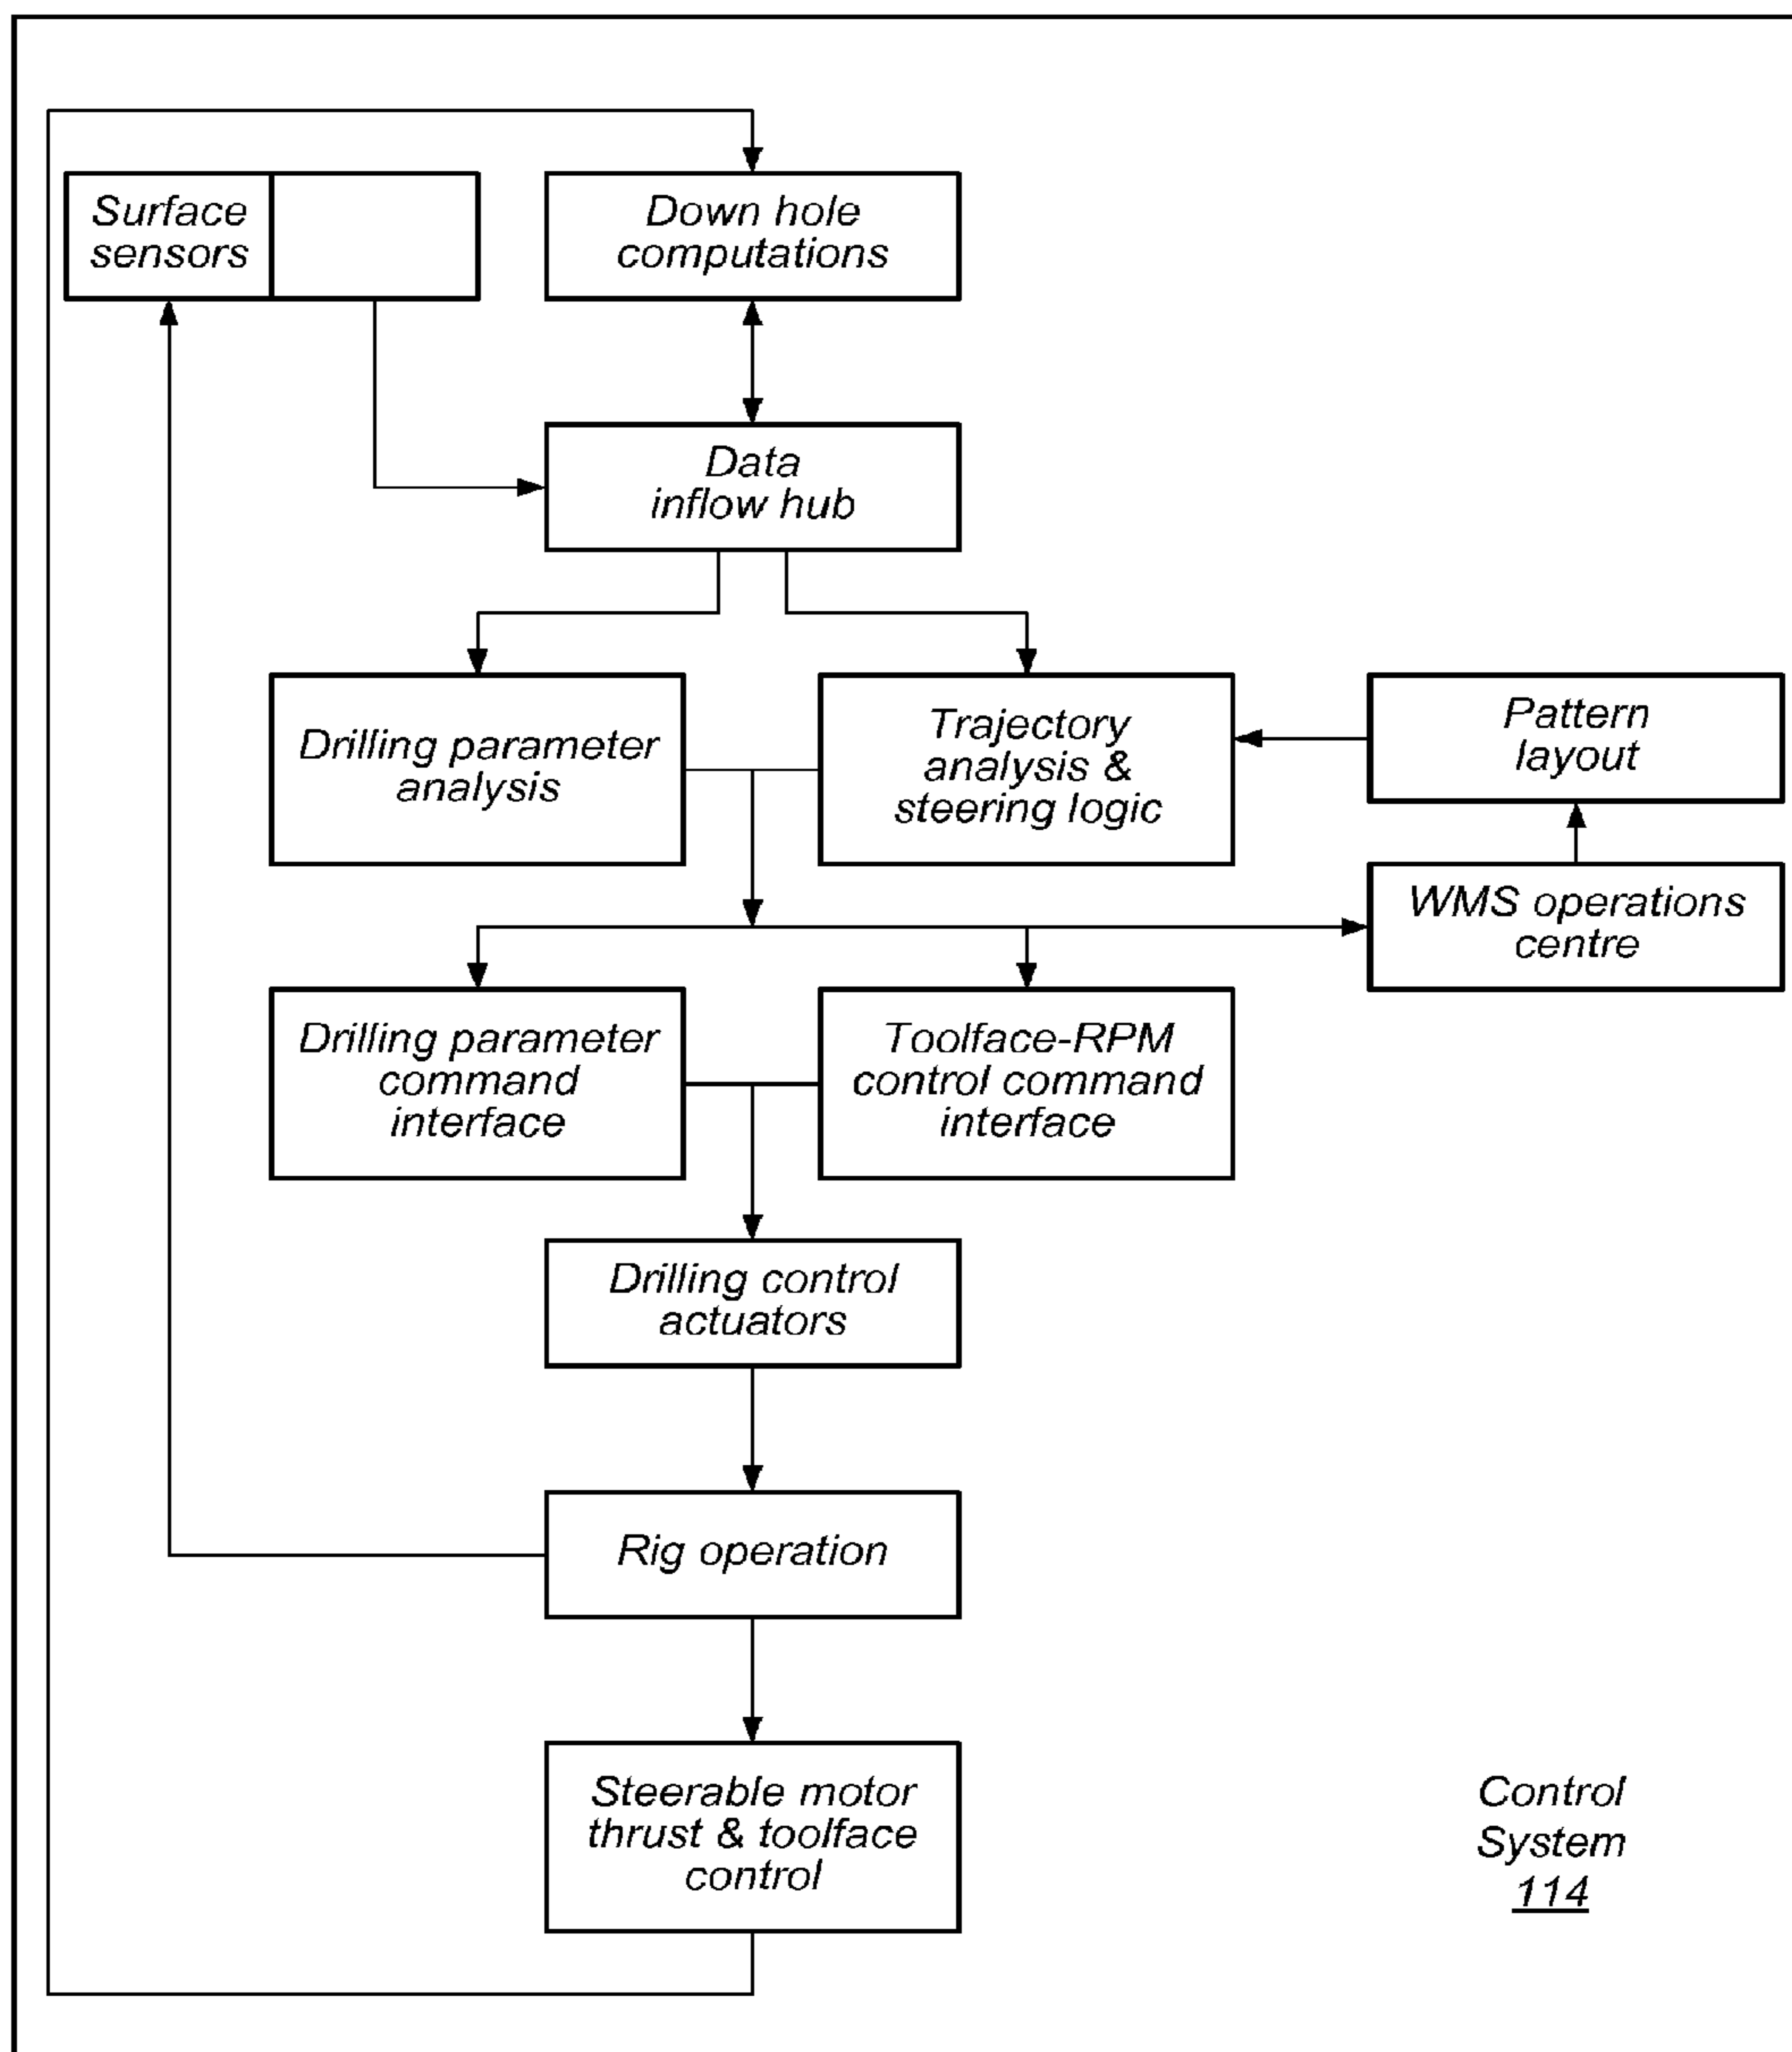 Surface
sensors
Down hole
computations
Data
inflow hub
Drilling parameter
analysis
Trajectory
analysis &
steering logic
Pattern
layout
WMS operations
centre
Drilling parameter
command
interface
Toolface-RPM
control command
interface
Drilling control
actuators
Rig operation
Steerable motor
thrust & toolface
control
Control
System
114